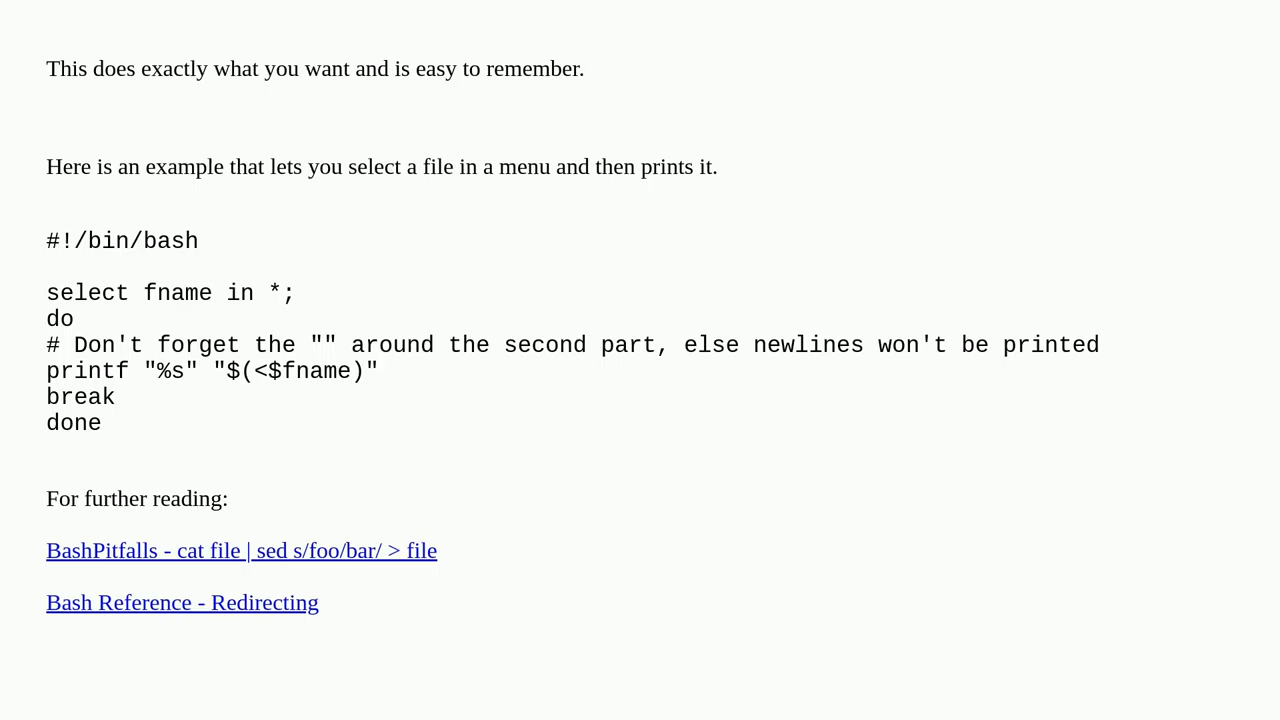 This does exactly what you want and is easy to remember.
Here is an example that lets you select a file in a menu and then prints it.
#!/bin/bash
select fname in *;
do
# Don't forget the "" around the second part, else newlines won't be printed
printf "%s" "$(<$fname)"
break
done
For further reading:
BashPitfalls - cat file | sed s/foo/bar/ > file
Bash Reference - Redirecting